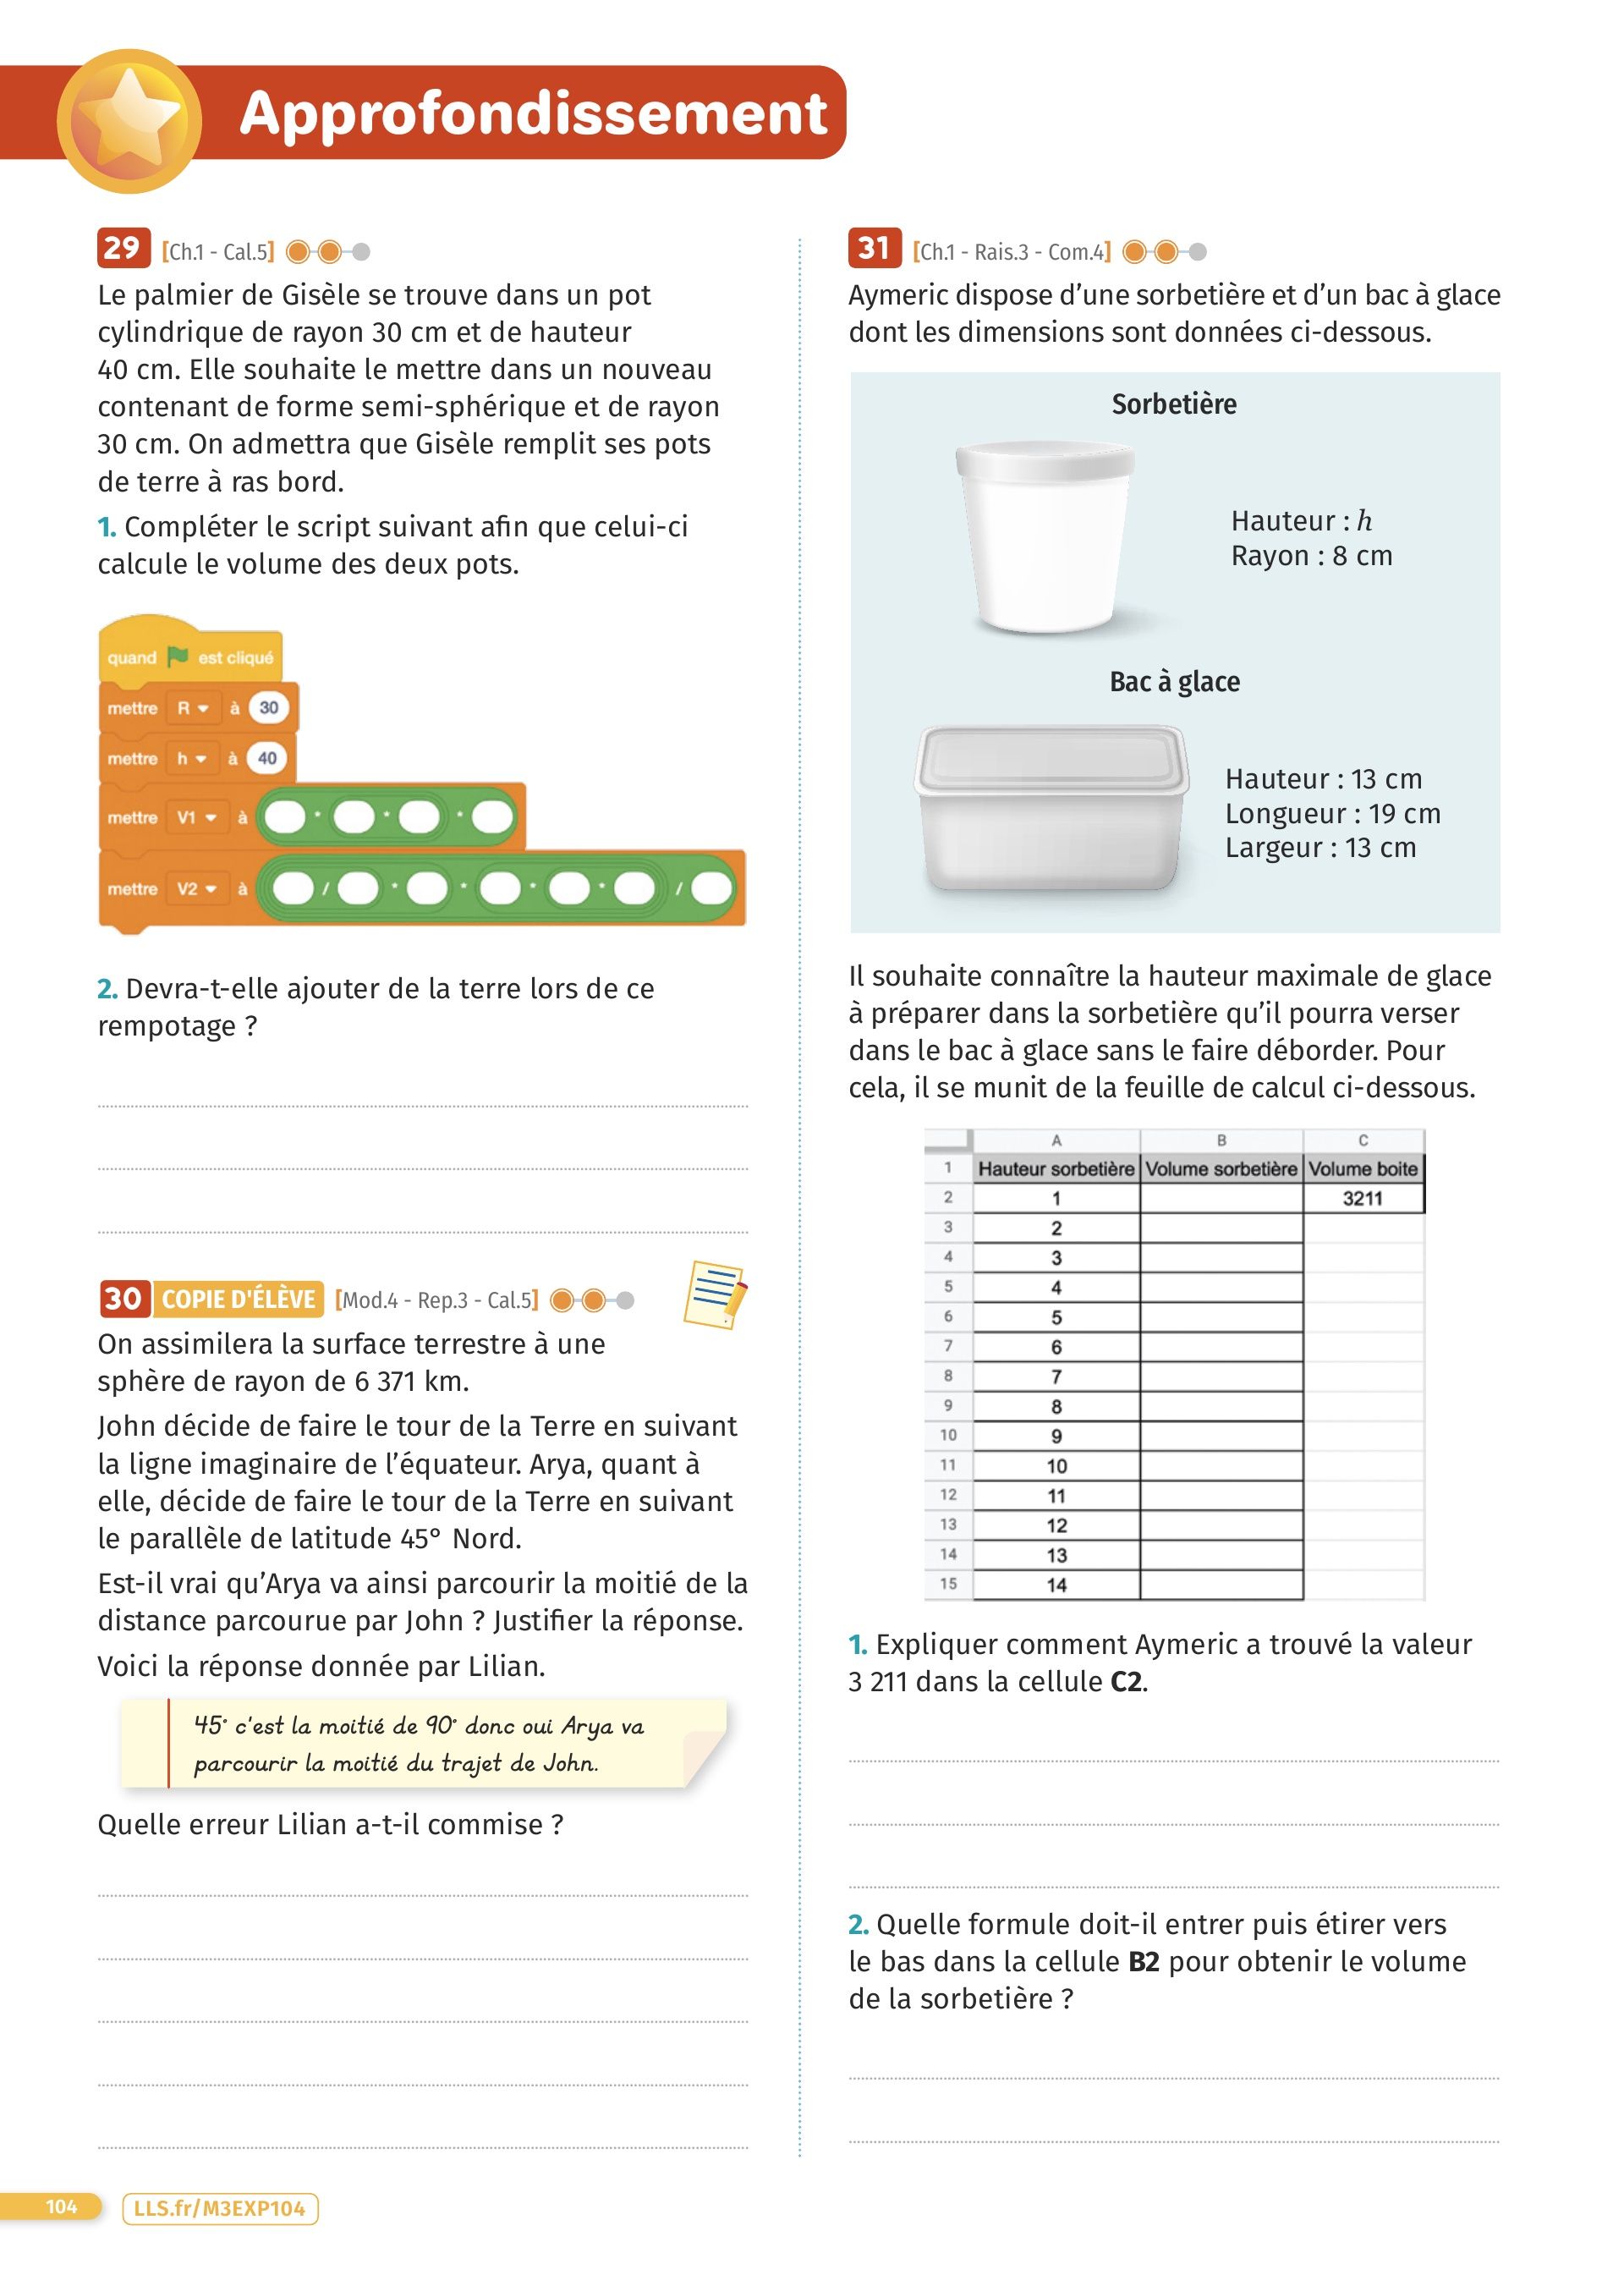 Approfondissement
29 [Ch.1 - Cal.5]
Le palmier de Gisèle se trouve dans un pot
cylindrique de rayon 30 cm et de hauteur
40 cm. Elle souhaite le mettre dans un nouveau
contenant de forme semi-sphérique et de rayon
30 cm. On admettra que Gisèle remplit ses pots
de terre à ras bord.
1. Compléter le script suivant afin que celui-ci
calcule le volume des deux pots.
quand est cliqué
mettre R à 30
mettre h à 40
mettre V1 à * * *
mettre V2 à / * * * * /
2. Devra-t-elle ajouter de la terre lors de ce
rempotage ?
30 COPIE D'ÉLÈVE [Mod.4 - Rep.3 - Cal.5]
On assimilera la surface terrestre à une
sphère de rayon de 6 371 km.
John décide de faire le tour de la Terre en suivant
la ligne imaginaire de l'équateur. Arya, quant à
elle, décide de faire le tour de la Terre en suivant
le parallèle de latitude 45° Nord.
Est-il vrai qu'Arya va ainsi parcourir la moitié de la
distance parcourue par John ? Justifier la réponse.
Voici la réponse donnée par Lilian.
45° c'est la moitié de 90° donc oui Arya va
parcourir la moitié du trajet de John.
Quelle erreur Lilian a-t-il commise ?
31 [Ch.1 - Rais.3 - Com.4]
Aymeric dispose d'une sorbetière et d'un bac à glace
dont les dimensions sont données ci-dessous.
Sorbetière
Hauteur : h
Rayon : 8 cm
Bac à glace
Hauteur : 13 cm
Longueur : 19 cm
Largeur : 13 cm
Il souhaite connaître la hauteur maximale de glace
à préparer dans la sorbetière qu'il pourra verser
dans le bac à glace sans le faire déborder. Pour
cela, il se munit de la feuille de calcul ci-dessous.
A B C
1 Hauteur sorbetière Volume sorbetière Volume boite
2 1 3211
3 2
4 3
5 4
6 5
7 6
8 7
9 8
10 9
11 10
12 11
13 12
14 13
15 14
1. Expliquer comment Aymeric a trouvé la valeur
3 211 dans la cellule C2.
2. Quelle formule doit-il entrer puis étirer vers
le bas dans la cellule B2 pour obtenir le volume
de la sorbetière ?
104 LLS.fr/M3EXP104